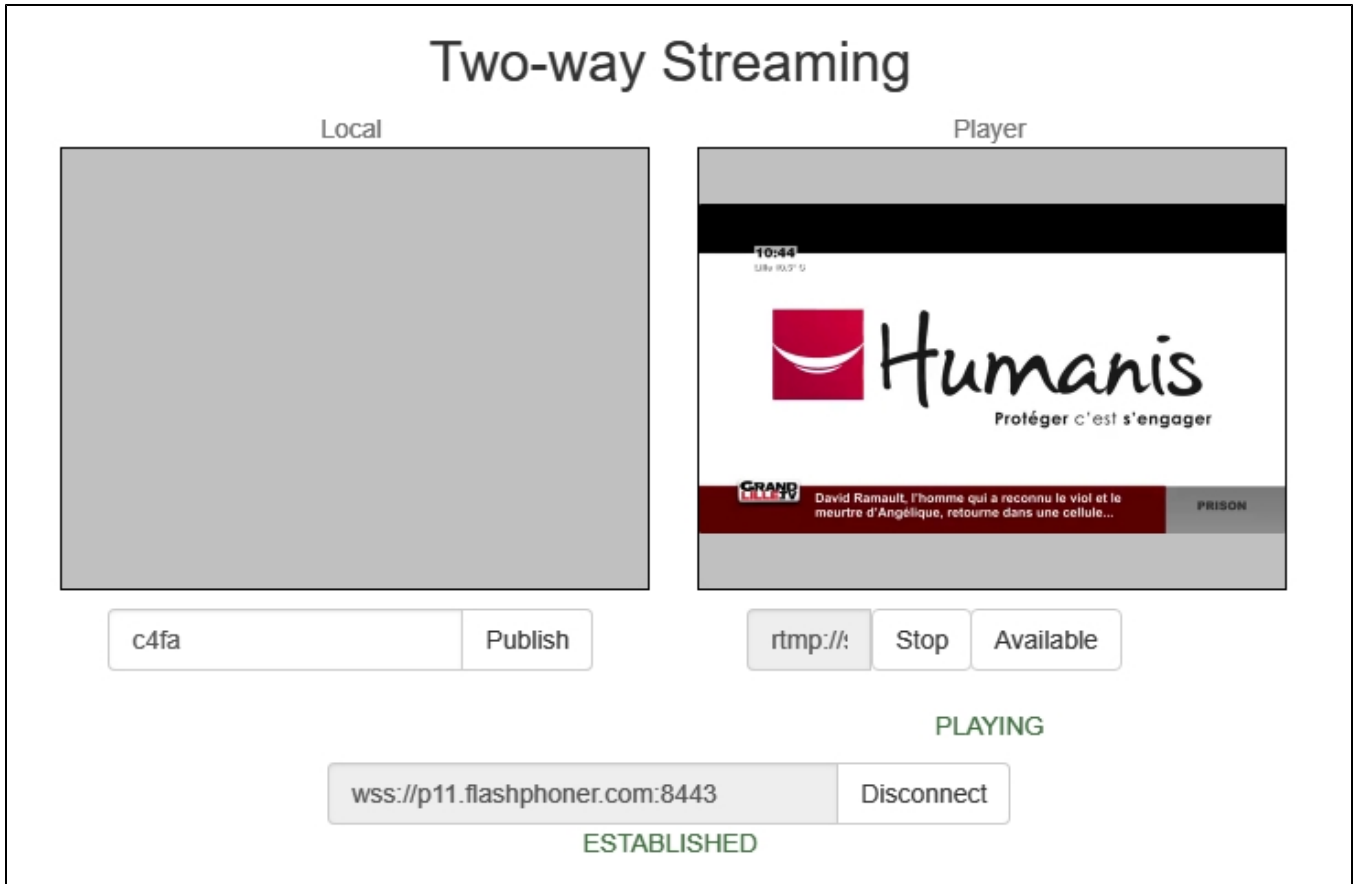 Two-way Streaming
Local
Player
10:44
Humanis
Protéger c'est s'engager
GRAND
LILLE TV
David Ramault, l'homme qui a reconnu le viol et le
meurtre d'Angélique, retourne dans une cellule...
PRISON
c4fa
Publish
rtmp://s
Stop
Available
PLAYING
wss://p11.flashphoner.com:8443
Disconnect
ESTABLISHED